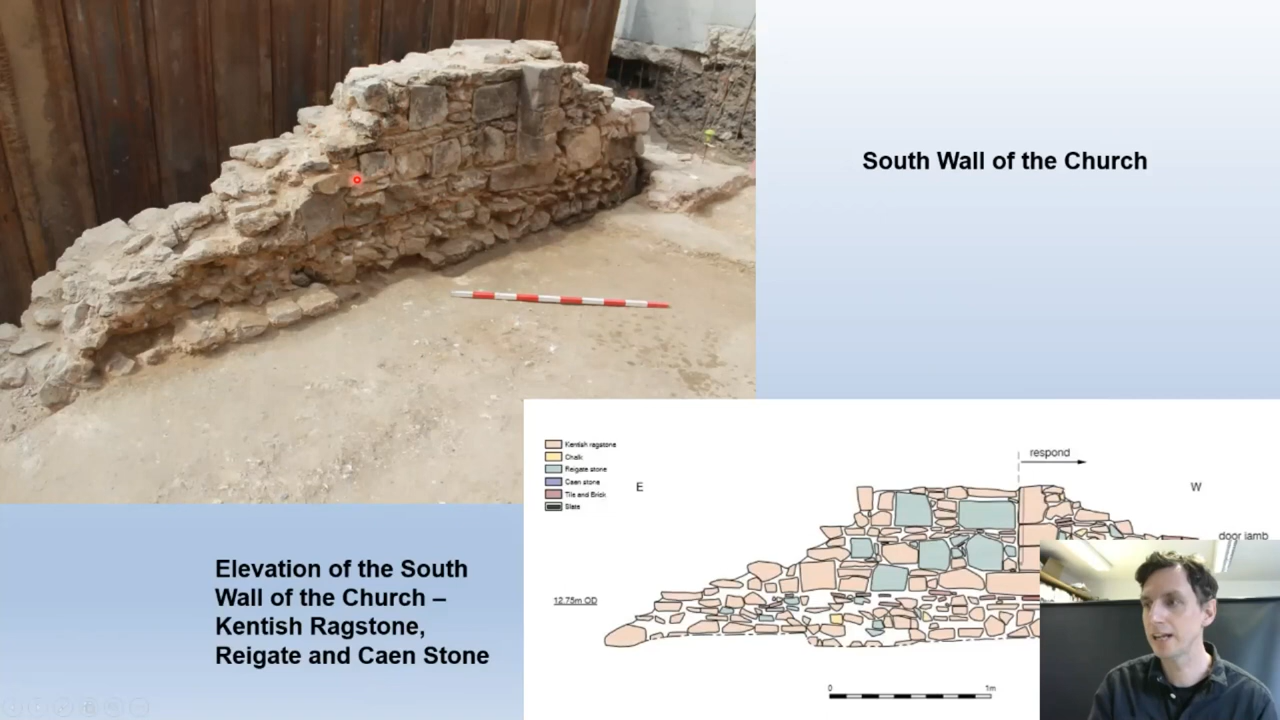 South Wall of the Church
Elevation of the South
Wall of the Church –
Kentish Ragstone,
Reigate and Caen Stone
Kentish ragstone
Chalk
Reigate stone
Caen stone
Tile and Brick
Slate
E
respond
W
door jamb
12.75m OD
0
1m